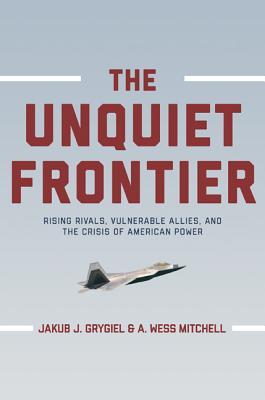 THE
UNQUIET
FRONTIER
RISING RIVALS, VULNERABLE ALLIES, AND
THE CRISIS OF AMERICAN POWER
JAKUB J. GRYGIEL & A. WESS MITCHELL